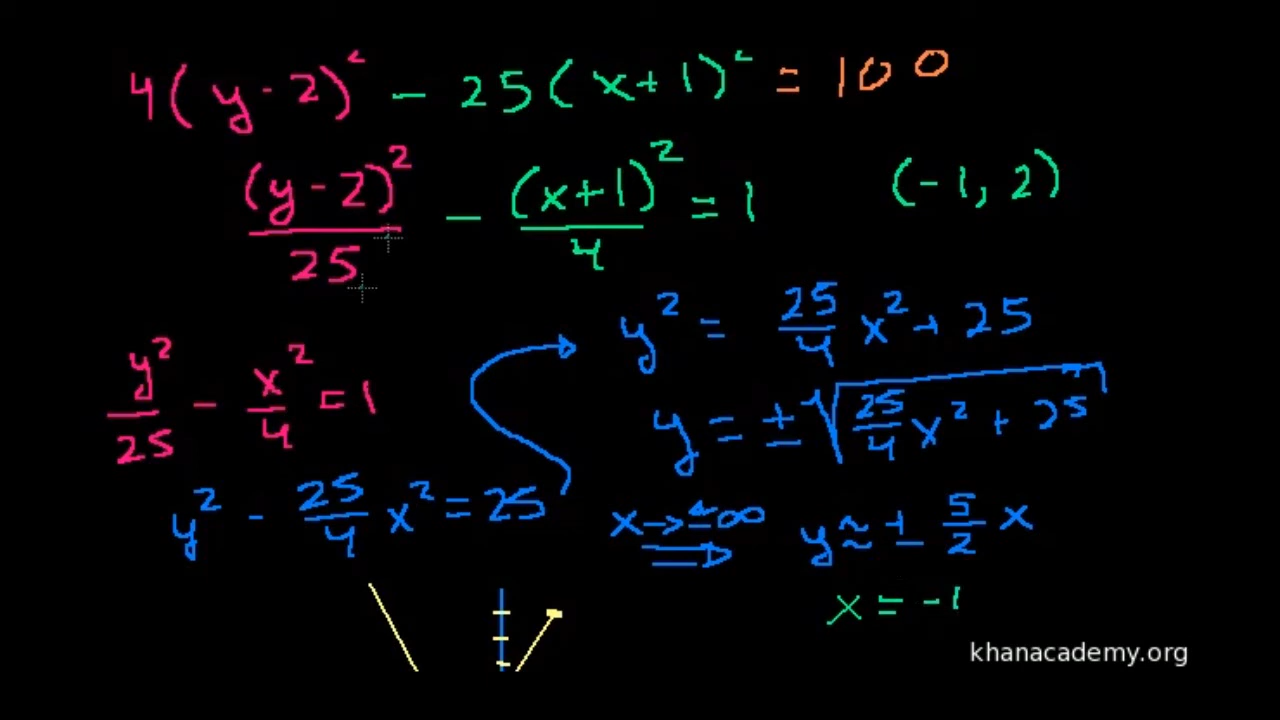 4(y-2)² - 25(x+1)² = 100
(y-2)²/25 - (x+1)²/4 = 1
(-1, 2)
y²/25 - x²/4 = 1
y² - 25/4 x² = 25
y² = 25/4 x² + 25
y = ±√(25/4 x² + 25)
x → ±∞ y ≈ ± 5/2 x
x = -1
khanacademy.org